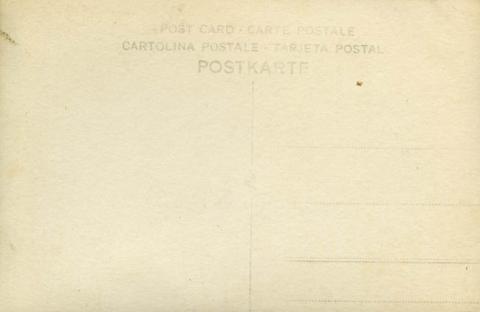 POST CARD - CARTE POSTALE
CARTOLINA POSTALE - TARJETA POSTAL
POSTKARTE